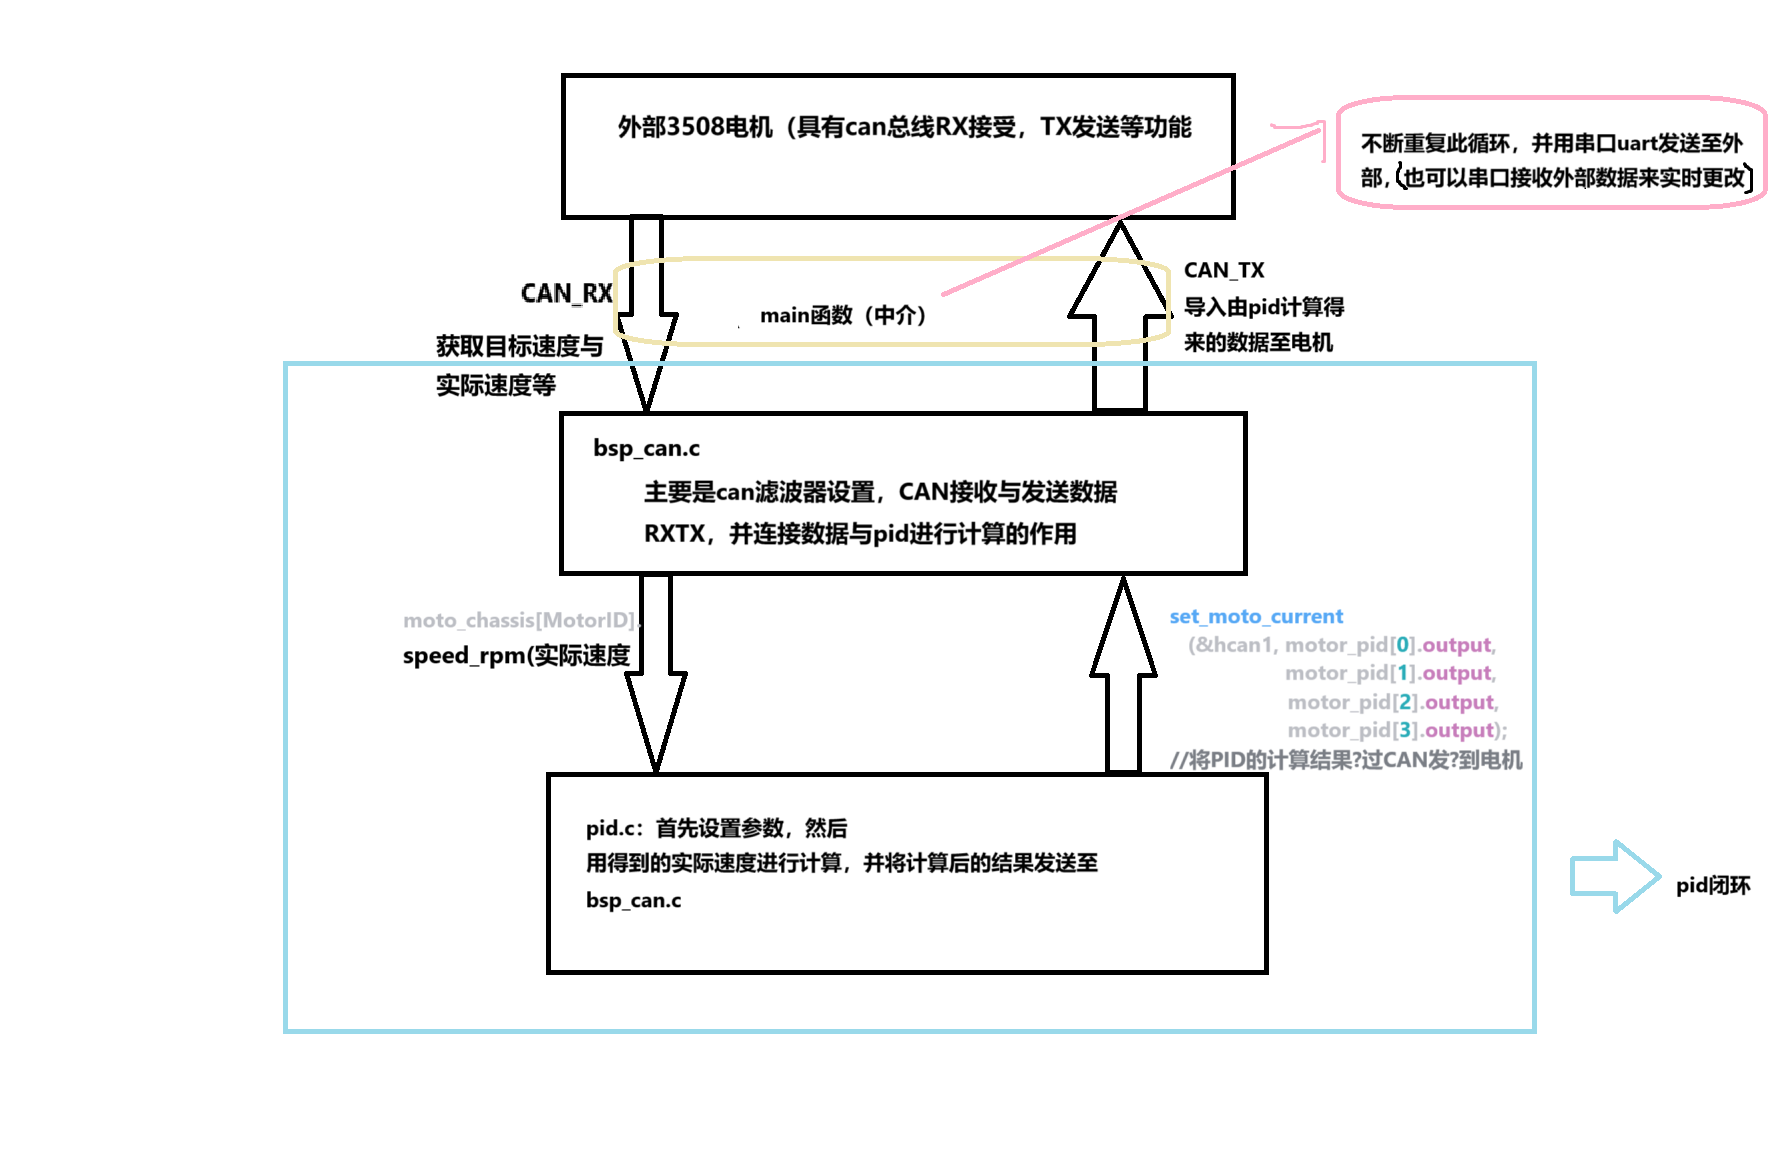 外部3508电机（具有can总线RX接受，TX发送等功能
不断重复此循环，并用串口uart发送至外
部，(也可以串口接收外部数据来实时更改)
CAN_RX
获取目标速度与
实际速度等
main函数（中介）
CAN_TX
导入由pid计算得
来的数据至电机
bsp_can.c
主要是can滤波器设置，CAN接收与发送数据
RXTX，并连接数据与pid进行计算的作用
moto_chassis[MotorID].
speed_rpm(实际速度
set_moto_current
(&hcan1, motor_pid[0].output,
motor_pid[1].output,
motor_pid[2].output,
motor_pid[3].output);
//将PID的计算结果?过CAN发?到电机
pid.c：首先设置参数，然后
用得到的实际速度进行计算，并将计算后的结果发送至
bsp_can.c
pid闭环